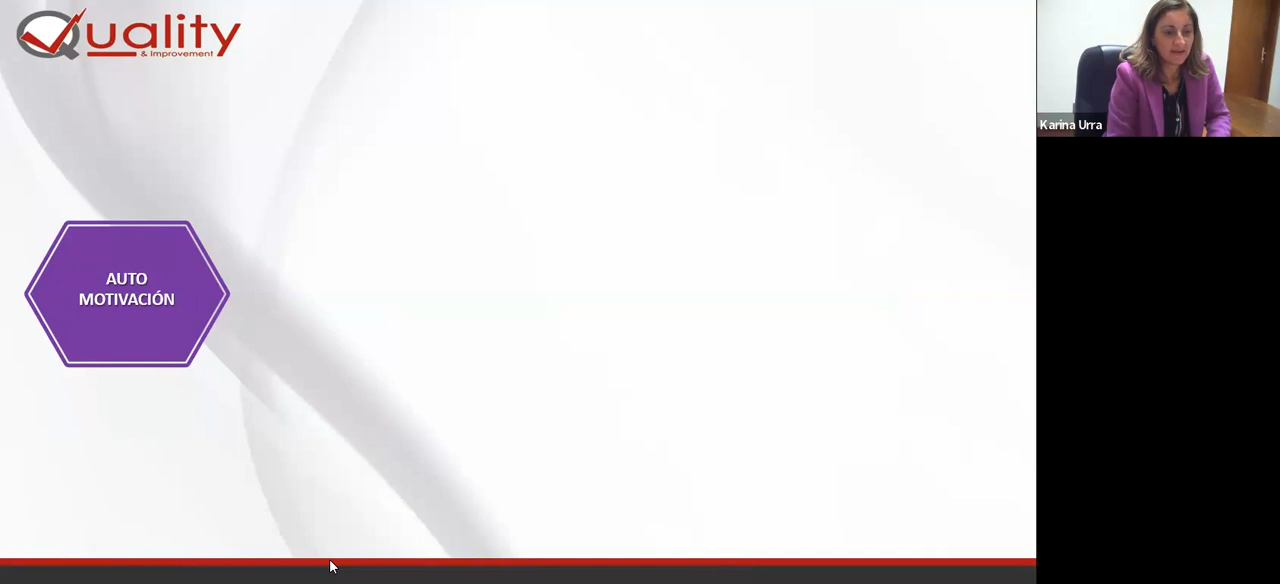 Quality
& Improvement
Karina Urra
AUTO
MOTIVACIÓN